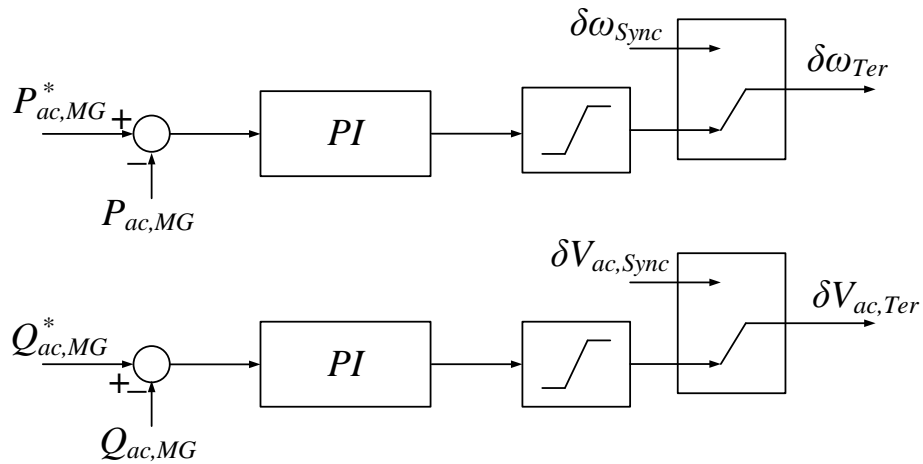 δω_Sync
δω_Ter
P*_ac,MG
+
PI
−
P_ac,MG
δV_ac,Sync
δV_ac,Ter
Q*_ac,MG
PI
+
−
Q_ac,MG